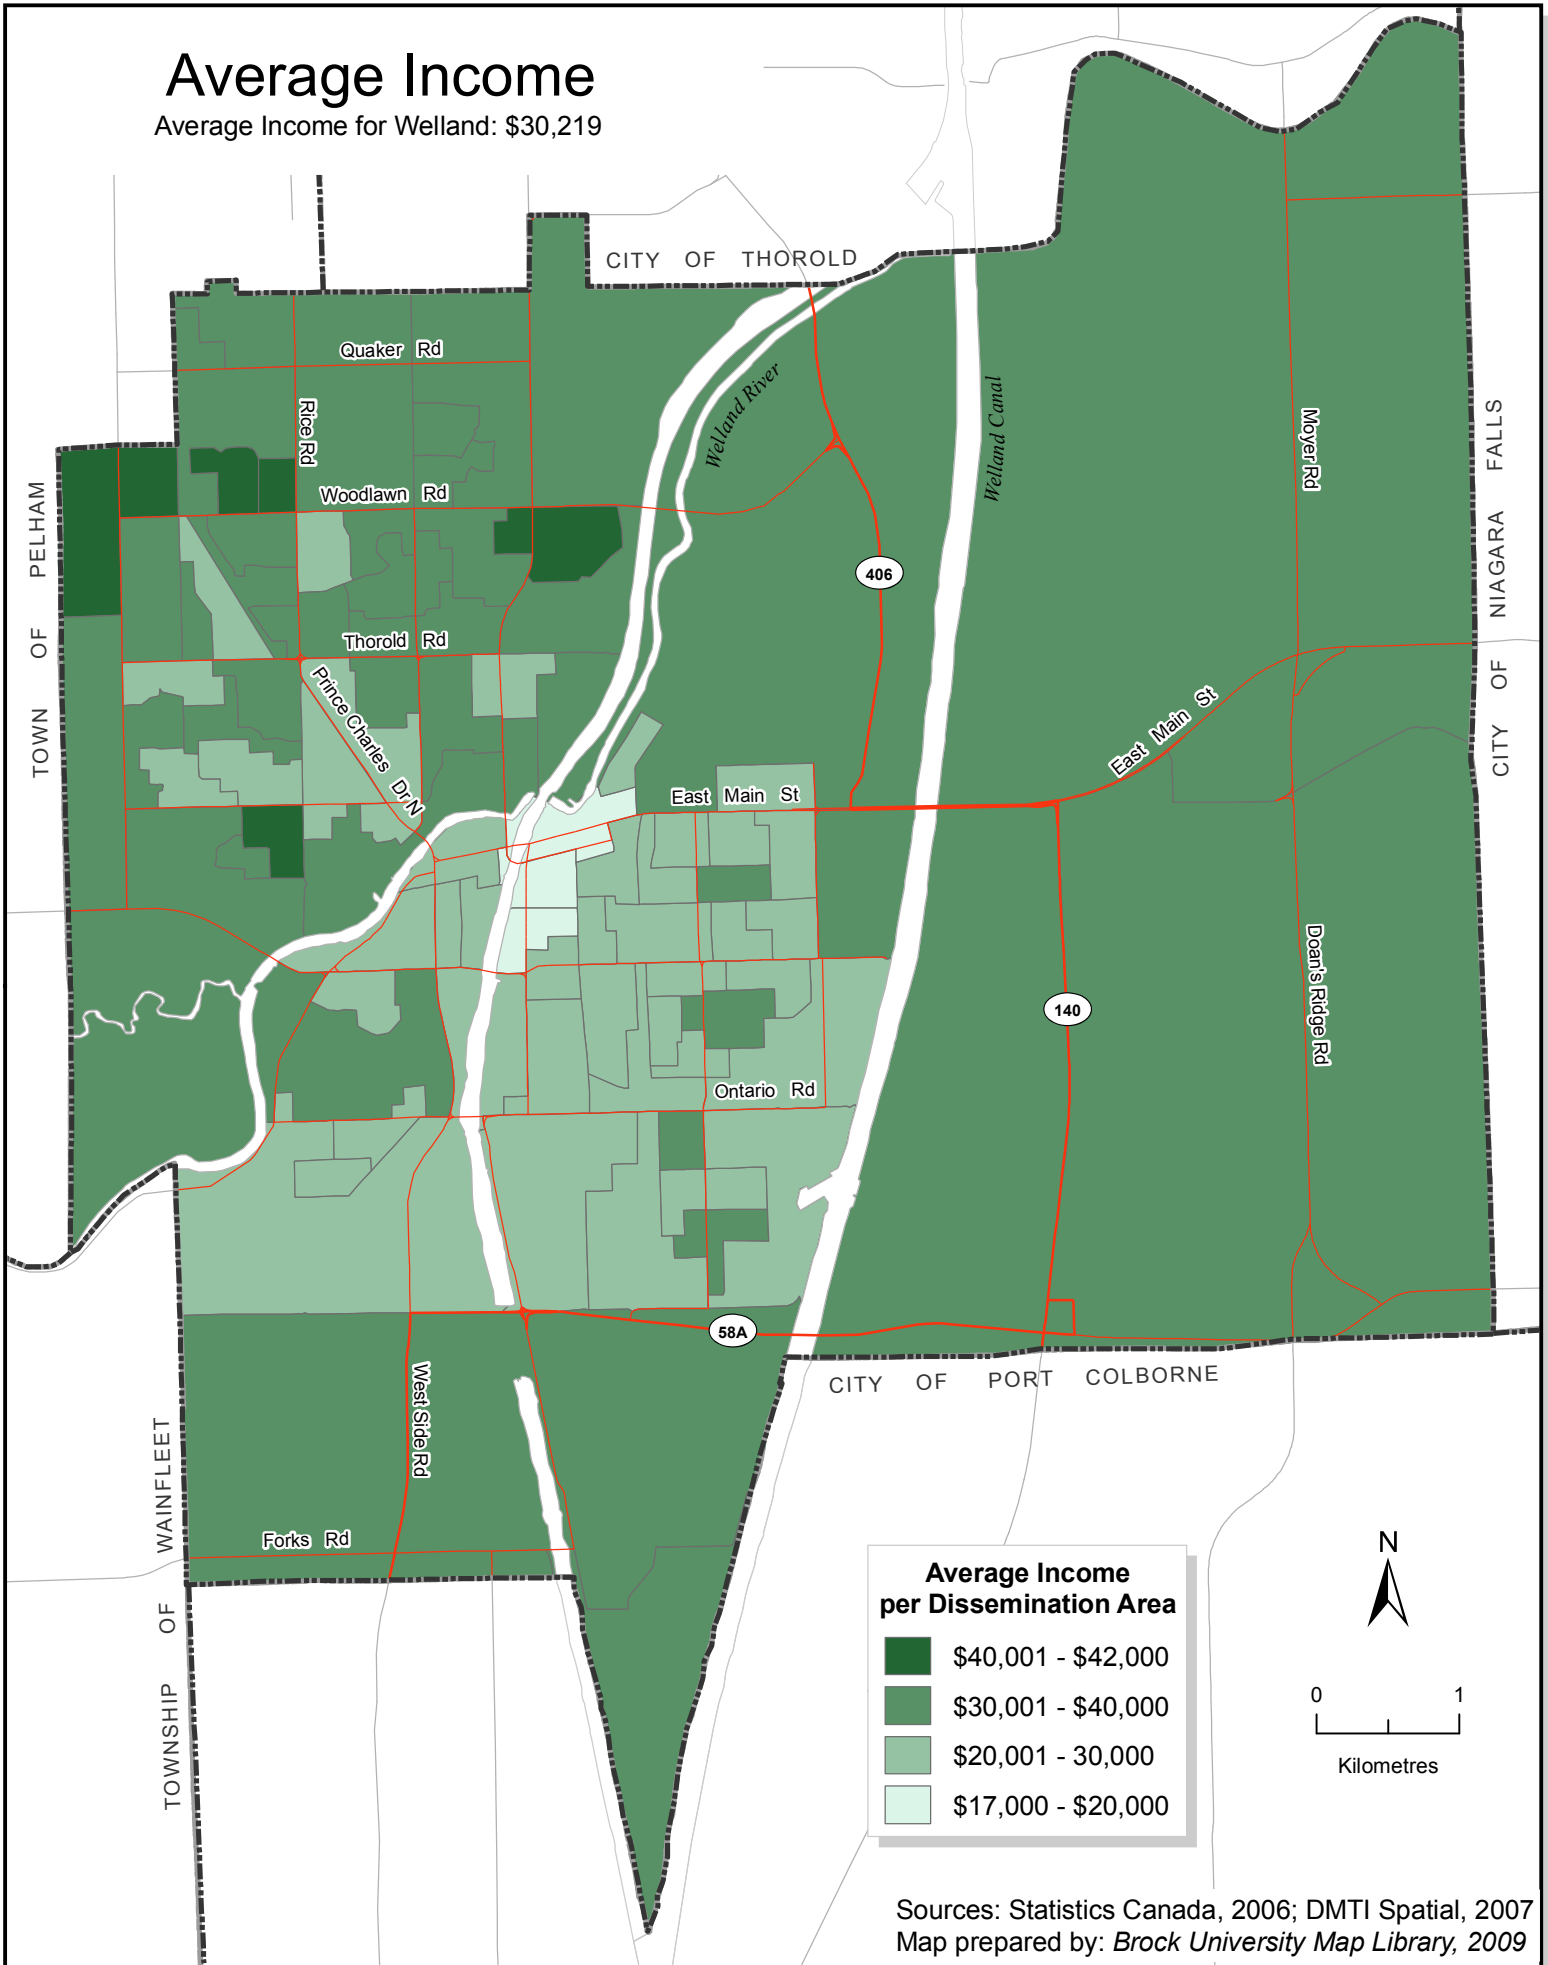 Average Income
Average Income for Welland: $30,219
CITY OF THOROLD
Quaker Rd
Rice Rd
Welland River
Welland Canal
Moyer Rd
CITY OF NIAGARA FALLS
TOWN OF PELHAM
Woodlawn Rd
406
Thorold Rd
Prince Charles Dr N
East Main St
East Main St
Doan's Ridge Rd
140
Ontario Rd
58A
CITY OF PORT COLBORNE
West Side Rd
TOWNSHIP OF WAINFLEET
Forks Rd
Average Income
per Dissemination Area
$40,001 - $42,000
$30,001 - $40,000
$20,001 - 30,000
$17,000 - $20,000
N
0 1
Kilometres
Sources: Statistics Canada, 2006; DMTI Spatial, 2007
Map prepared by: Brock University Map Library, 2009